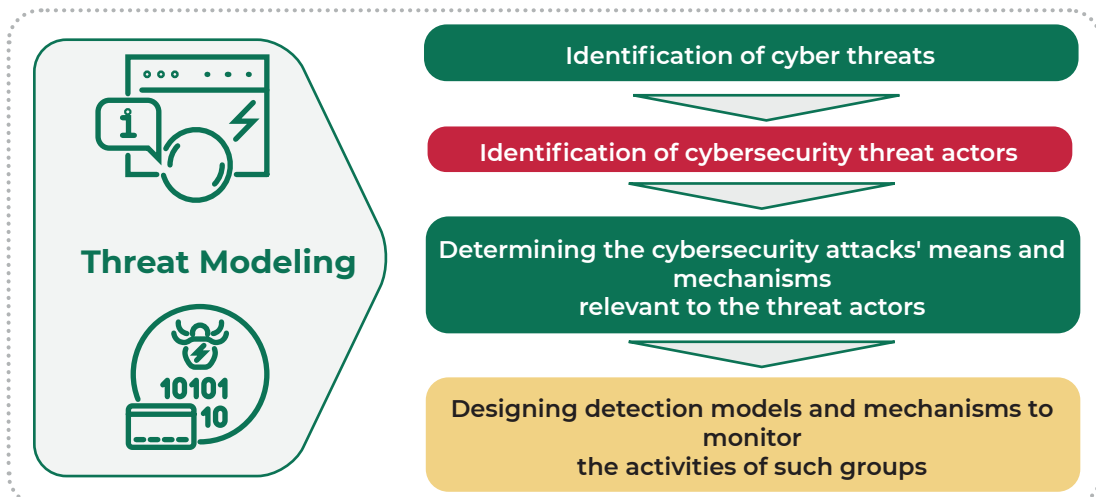 Identification of cyber threats
Identification of cybersecurity threat actors
Threat Modeling
Determining the cybersecurity attacks' means and
mechanisms
relevant to the threat actors
Designing detection models and mechanisms to
monitor
the activities of such groups
i
10101
10